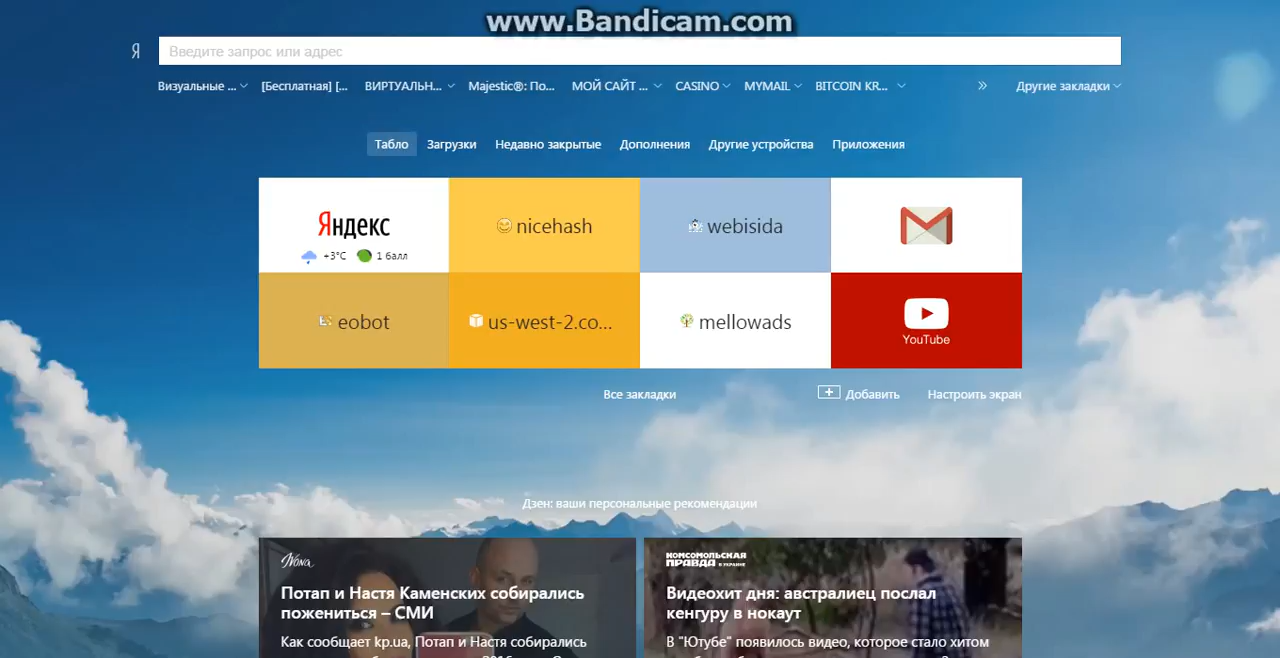 www.Bandicam.com
Я Введите запрос или адрес
Визуальные ... [Бесплатная] [... ВИРТУАЛЬН... Majestic®: По... МОЙ САЙТ ... CASINO MYMAIL BITCOIN KR... » Другие закладки
Табло Загрузки Недавно закрытые Дополнения Другие устройства Приложения
Яндекс
+3°C 1 балл
nicehash
webisida
eobot
us-west-2.co...
mellowads
YouTube
Все закладки Добавить Настроить экран
Дзен: ваши персональные рекомендации
Ivona
Потап и Настя Каменских собирались
пожениться – СМИ
Как сообщает kp.ua, Потап и Настя собирались
КОМСОМОЛЬСКАЯ
ПРАВДА В УКРАИНЕ
Видеохит дня: австралиец послал
кенгуру в нокаут
В "Ютубе" появилось видео, которое стало хитом